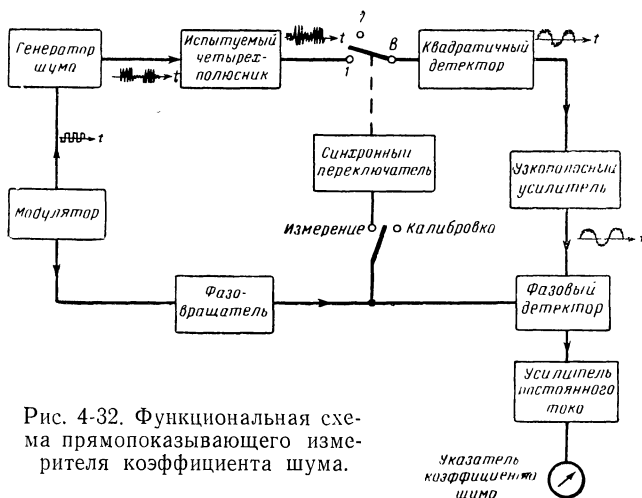 Генератор
шума
Испытуемый
четырех-
полюсник
Квадратичный
детектор
t
t
t
1
В
t
Синхронный
переключатель
Узкополосный
усилитель
Модулятор
Измерение
Калибровка
t
Фазо-
вращатель
Фазовый
детектор
Усилитель
постоянного
тока
Рис. 4-32. Функциональная схе-
ма прямопоказывающего изме-
рителя коэффициента шума.
Указатель
коэффициента
шума